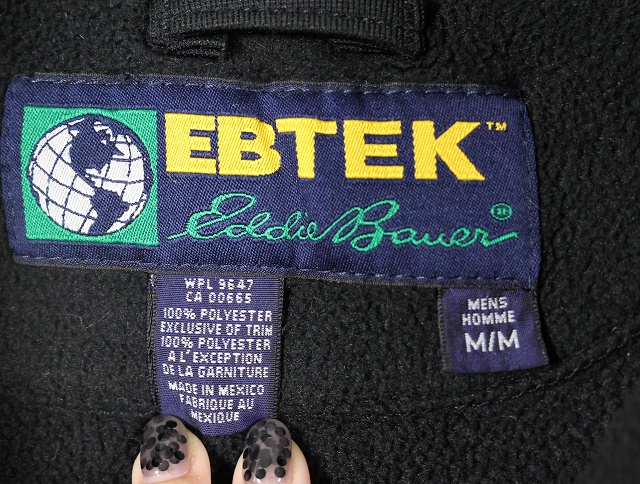 EBTEK™
Eddie Bauer®
WPL 9647
CA 00665
100% POLYESTER
EXCLUSIVE OF TRIM
100% POLYESTER
A L'EXCEPTION
DE LA GARNITURE
MADE IN MEXICO
FABRIQUE AU
MEXIQUE
MENS
HOMME
M/M